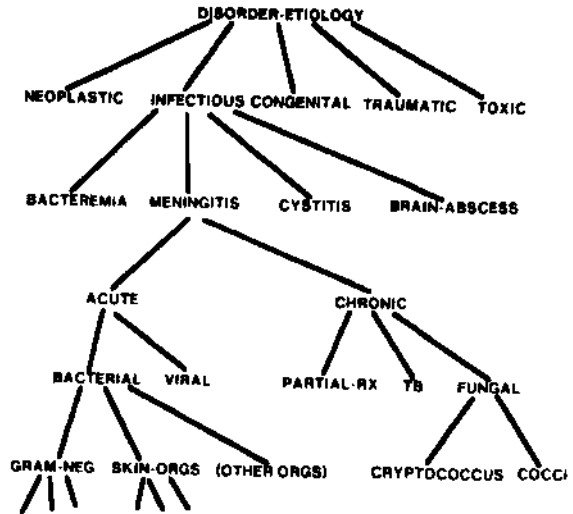 DISORDER-ETIOLOGY
NEOPLASTIC INFECTIOUS CONGENITAL TRAUMATIC TOXIC
BACTEREMIA MENINGITIS CYSTITIS BRAIN-ABSCESS
ACUTE CHRONIC
BACTERIAL VIRAL PARTIAL-RX TB FUNGAL
GRAM-NEG SKIN-ORGS (OTHER ORGS) CRYPTOCOCCUS COCCI